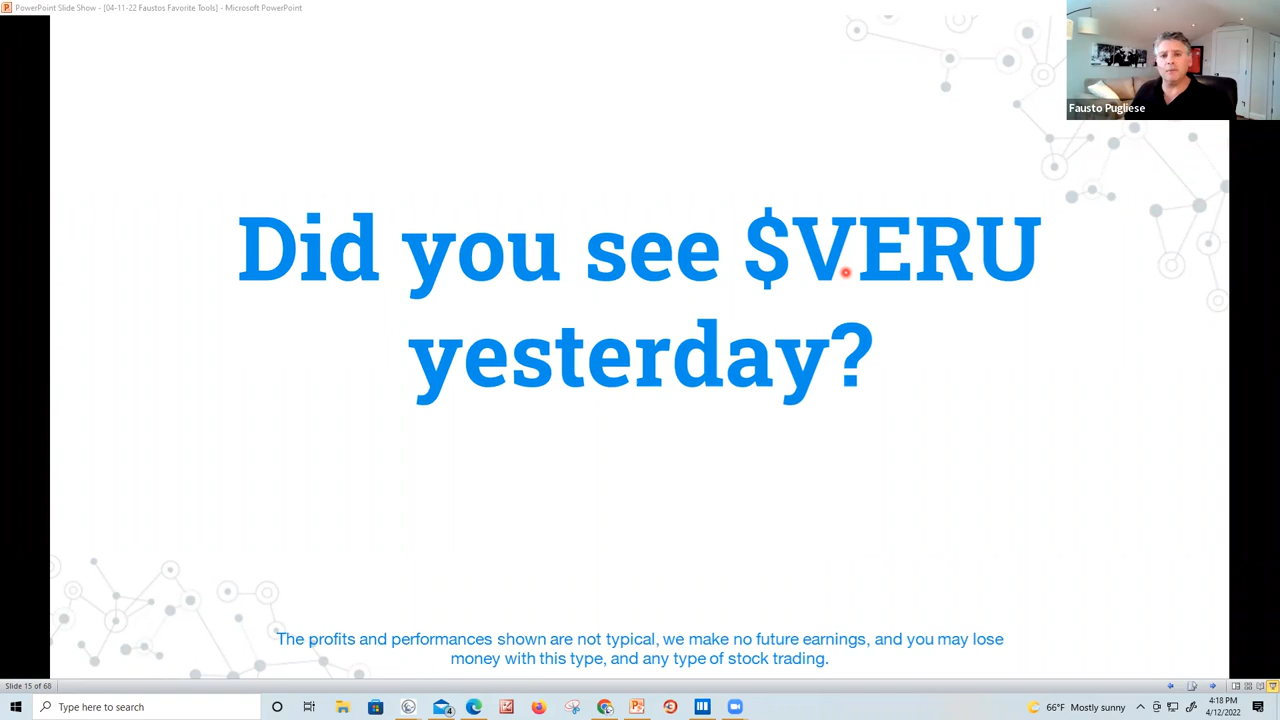 PowerPoint Slide Show - [04-11-22 Faustos Favorite Tools] - Microsoft PowerPoint
Fausto Pugliese
Did you see $VERU
yesterday?
The profits and performances shown are not typical, we make no future earnings, and you may lose
money with this type, and any type of stock trading.
Slide 15 of 68
Type here to search
4
66°F Mostly sunny
4:18 PM
4/12/2022